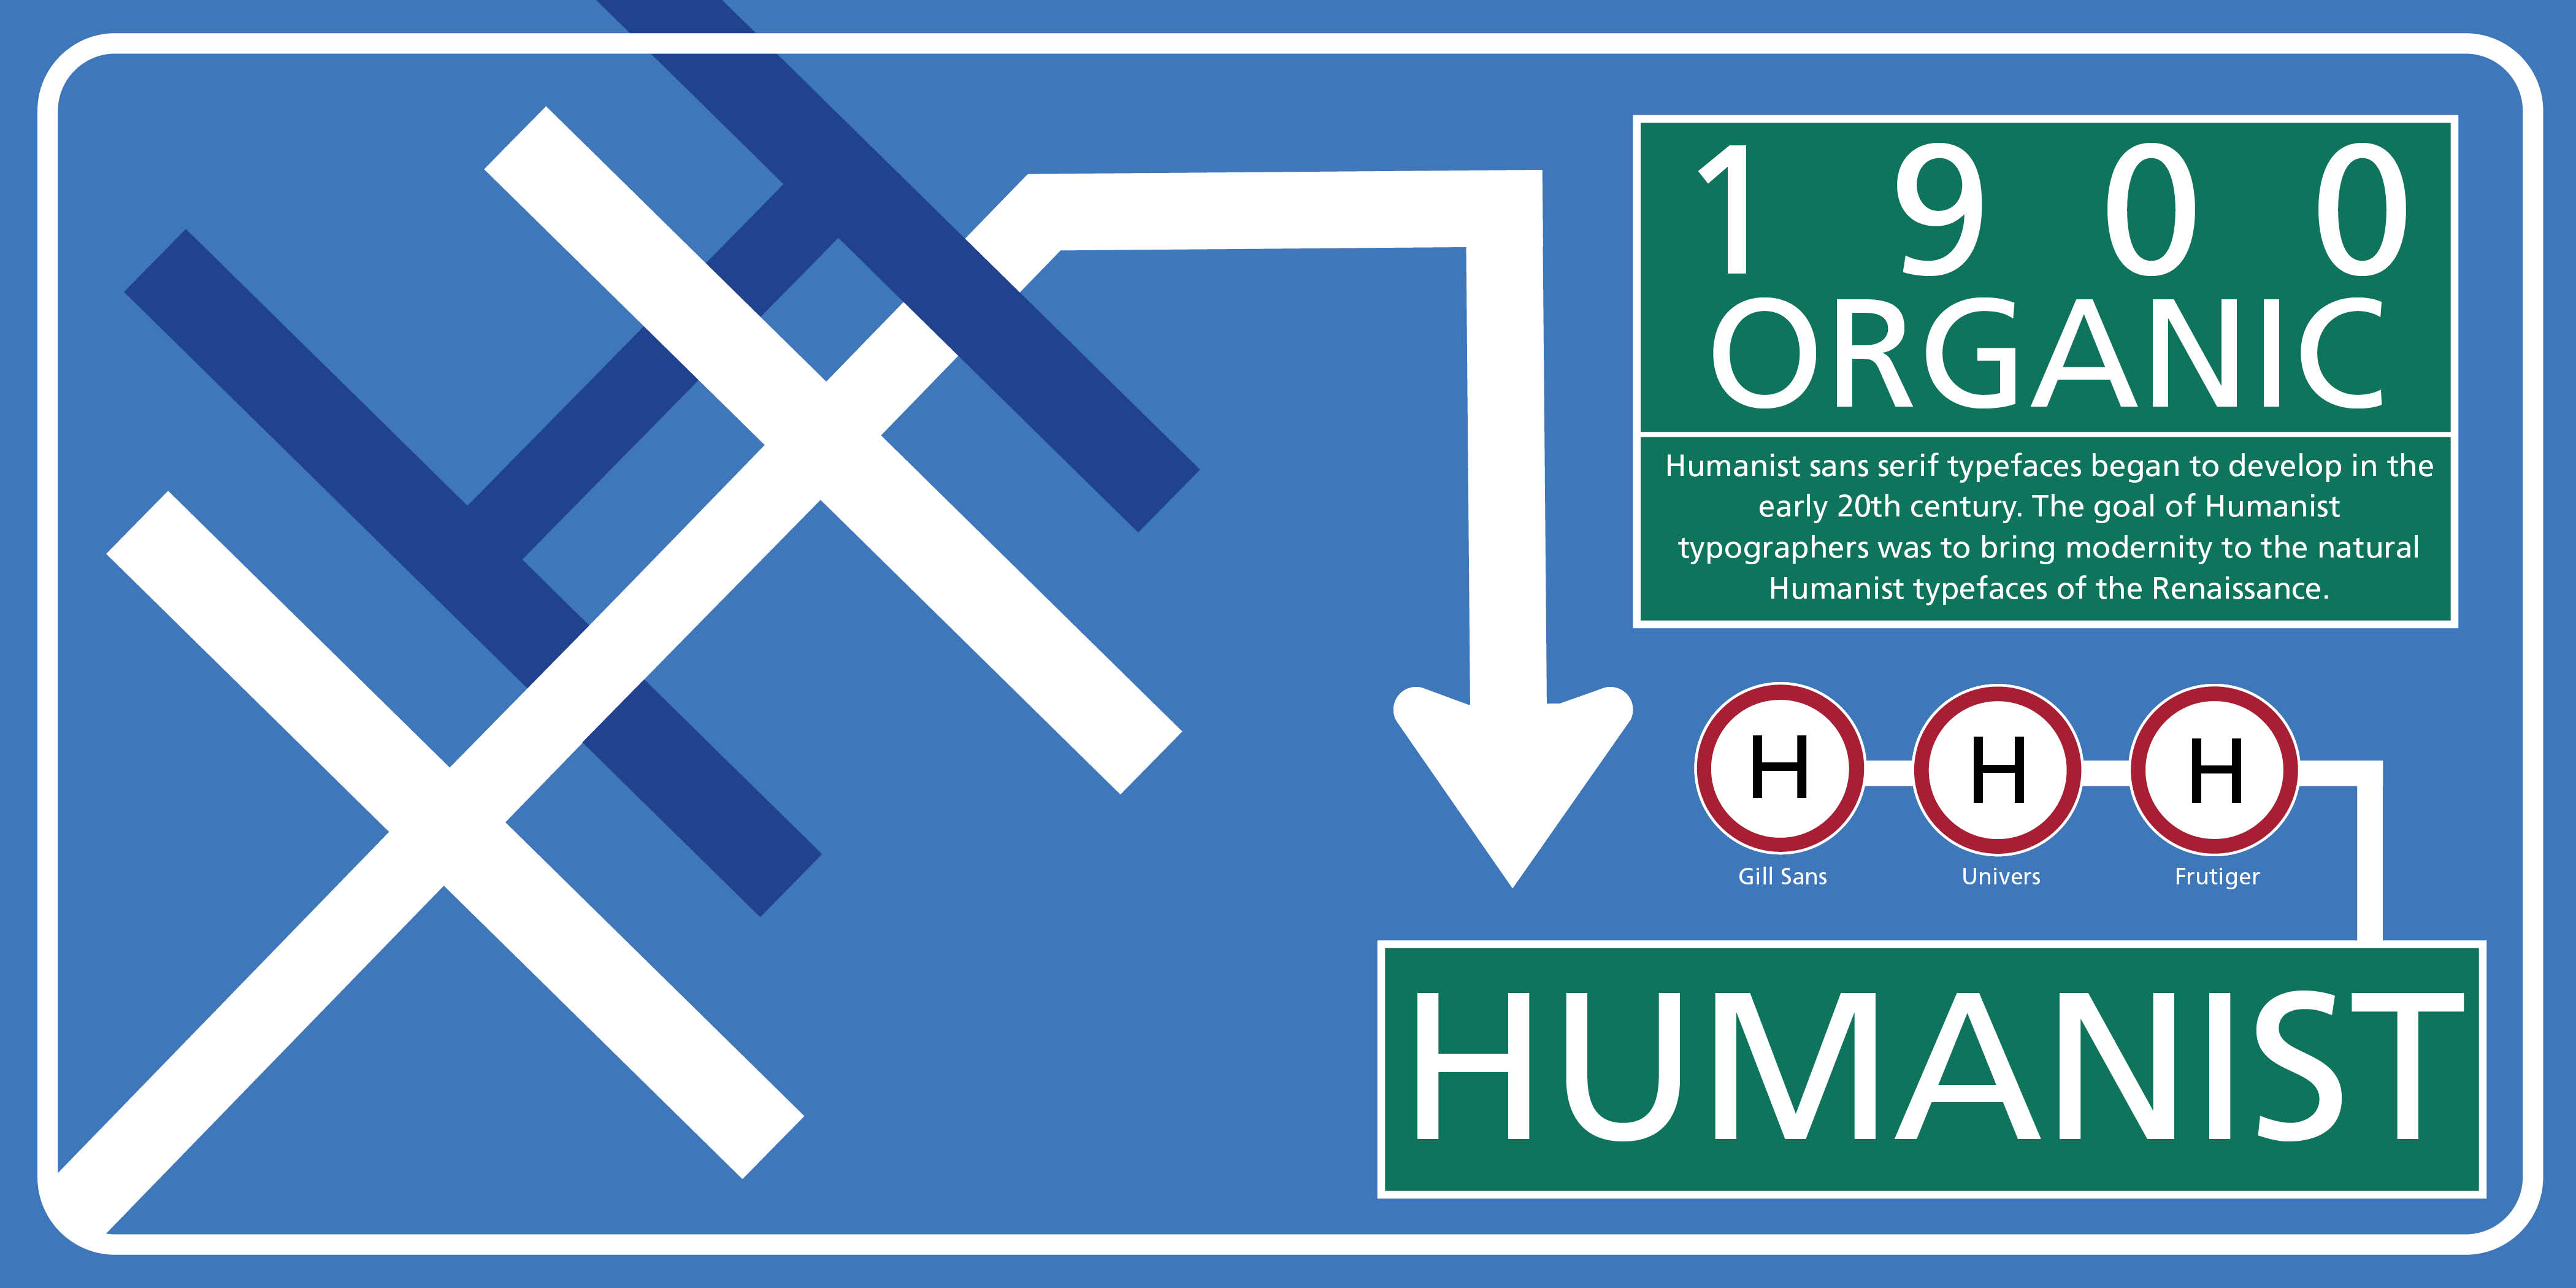 1 9 0 0
ORGANIC
Humanist sans serif typefaces began to develop in the
early 20th century. The goal of Humanist
typographers was to bring modernity to the natural
Humanist typefaces of the Renaissance.
H H H
Gill Sans Univers Frutiger
HUMANIST